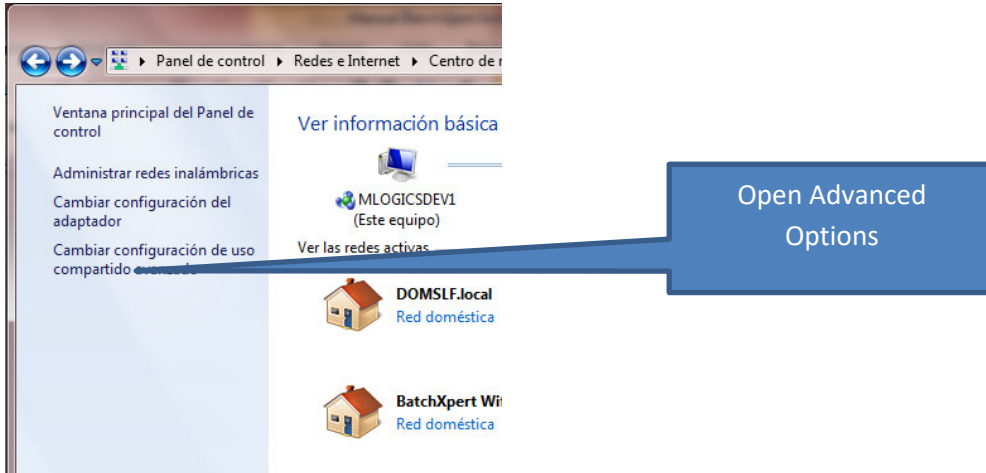 Panel de control ▸ Redes e Internet ▸ Centro de
Ventana principal del Panel de
control
Administrar redes inalámbricas
Cambiar configuración del
adaptador
Cambiar configuración de uso
compartido avanzado
Ver información básica
MLOGICSDEV1
(Este equipo)
Ver las redes activas
DOMSLF.local
Red doméstica
BatchXpert
Red doméstica
Open Advanced
Options